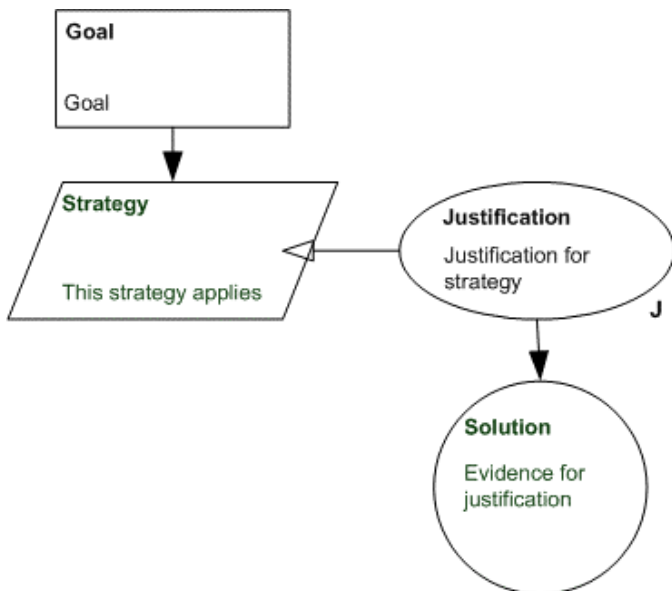 Goal
Goal
Strategy
This strategy applies
Justification
Justification for
strategy
J
Solution
Evidence for
justification